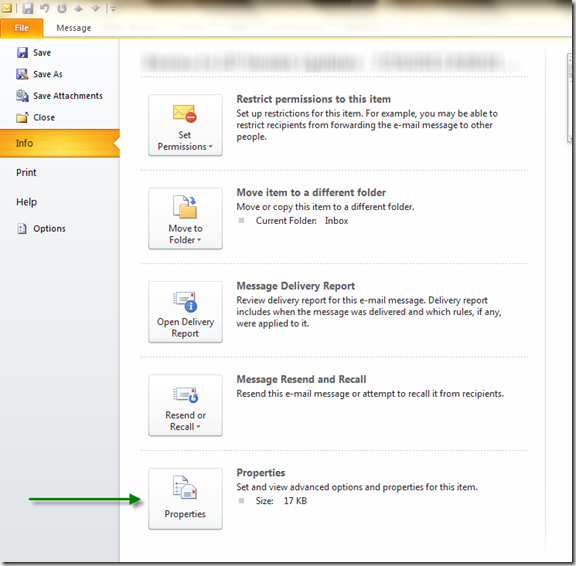 File Message
Save
Save As
Save Attachments
Close
Info
Print
Help
Options
Set
Permissions
Restrict permissions to this item
Set up restrictions for this item. For example, you may be able to
restrict recipients from forwarding the e-mail message to other
people.
Move to
Folder
Move item to a different folder
Move or copy this item to a different folder.
Current Folder: Inbox
Open Delivery
Report
Message Delivery Report
Review delivery report for this e-mail message. Delivery report
includes when the message was delivered and which rules, if any,
were applied to it.
Resend or
Recall
Message Resend and Recall
Resend this e-mail message or attempt to recall it from recipients.
Properties
Properties
Set and view advanced options and properties for this item.
Size: 17 KB